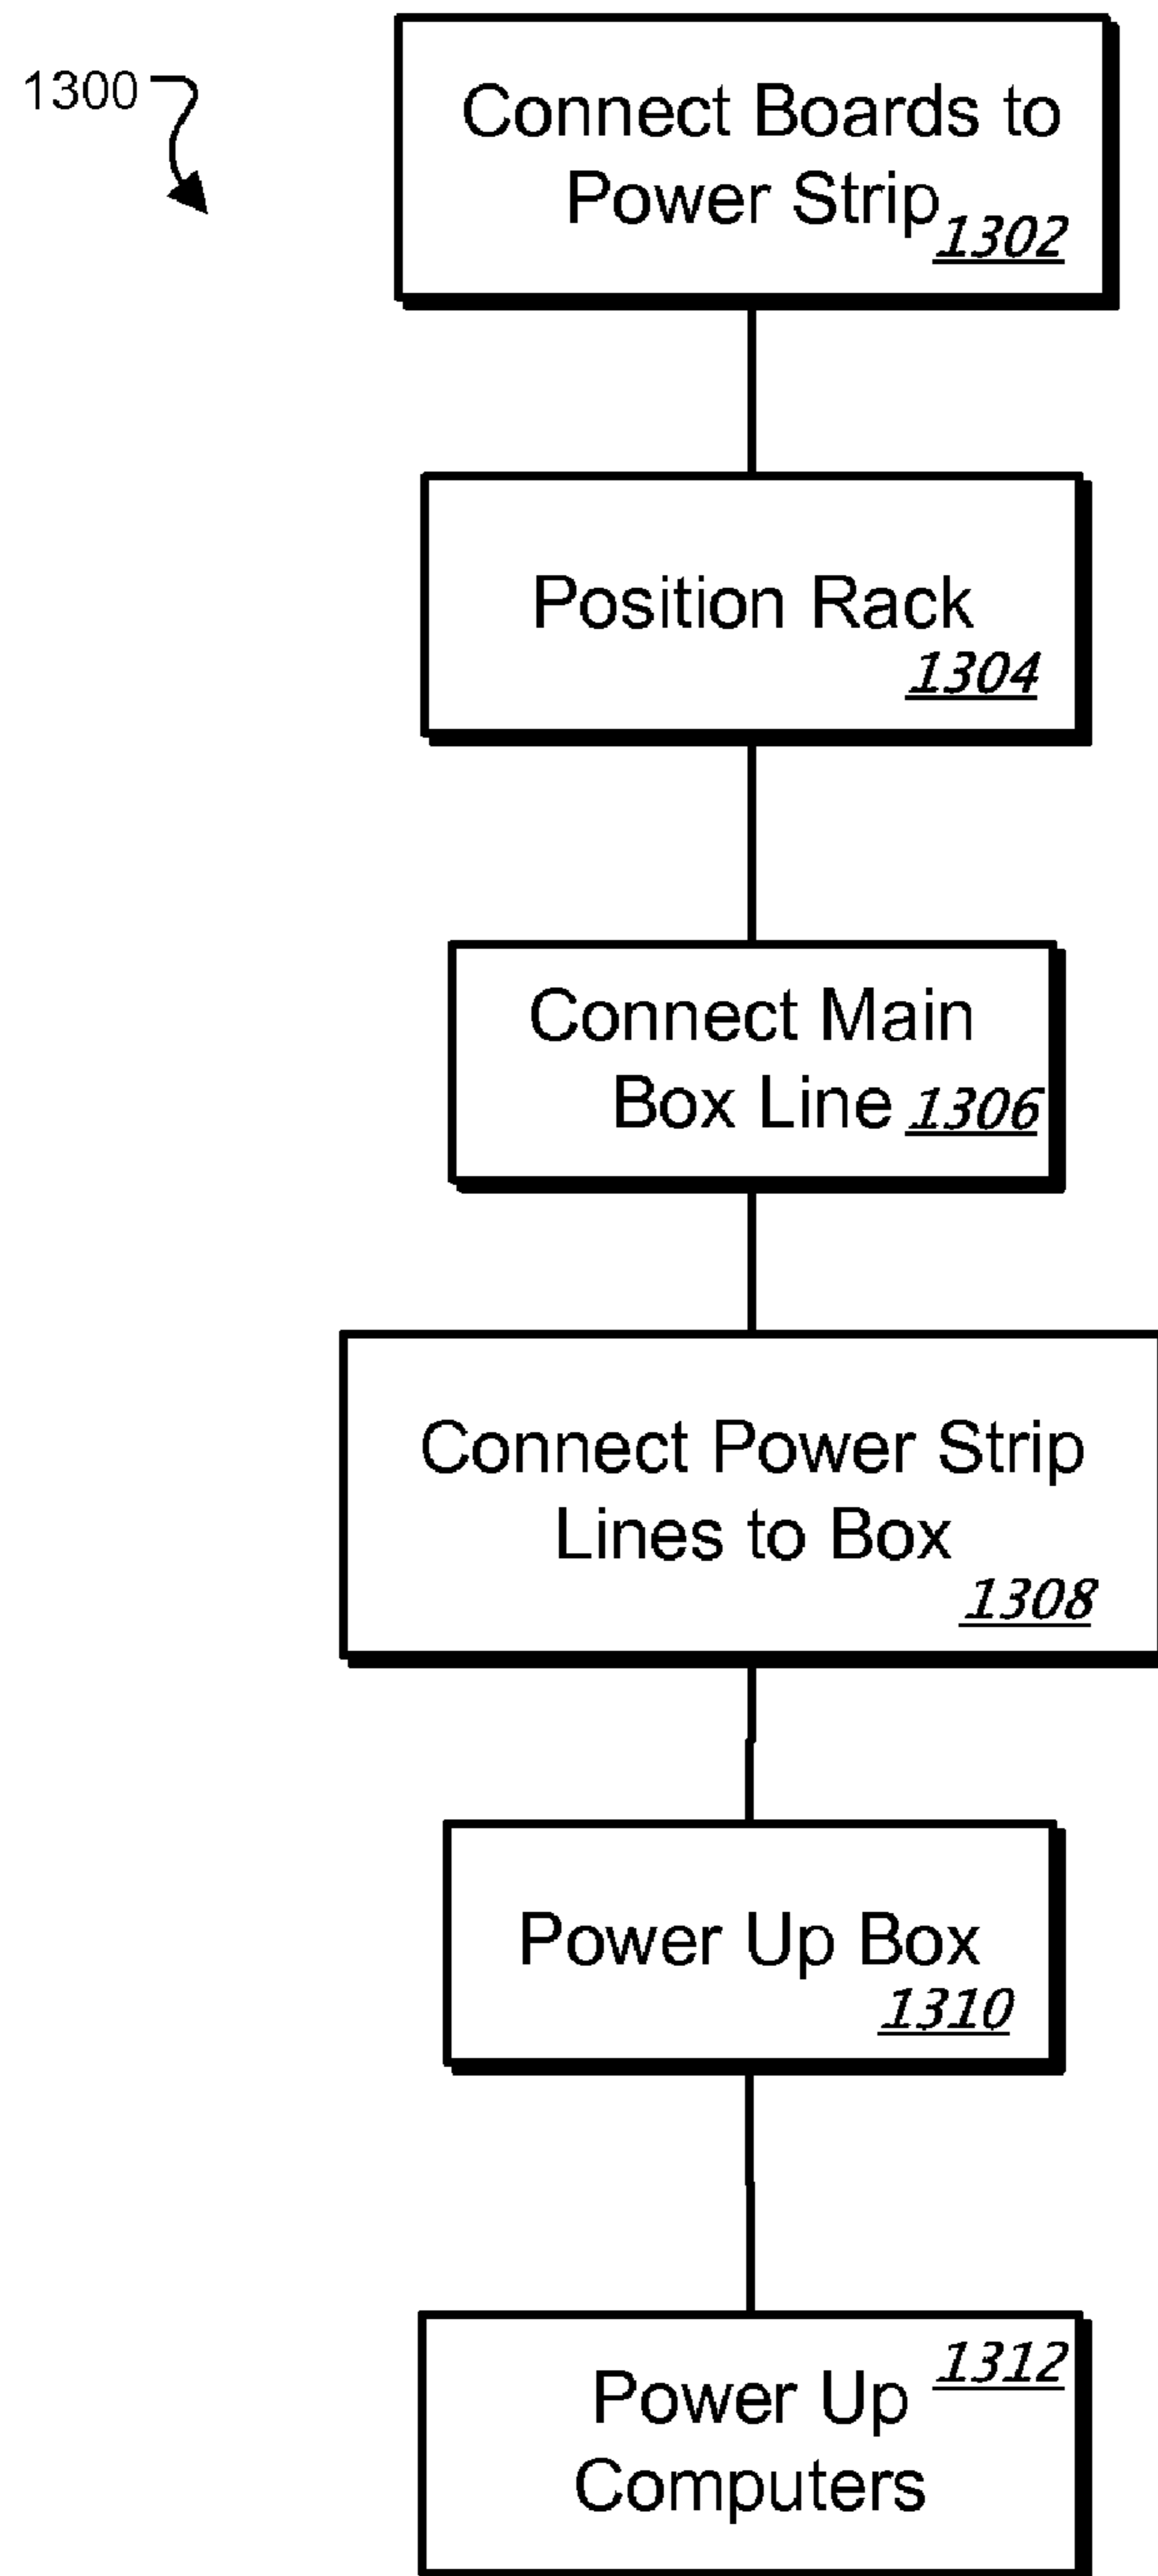 1300
Connect Boards to
Power Strip 1302
Position Rack
1304
Connect Main
Box Line 1306
Connect Power Strip
Lines to Box
1308
Power Up Box
1310
1312
Power Up
Computers